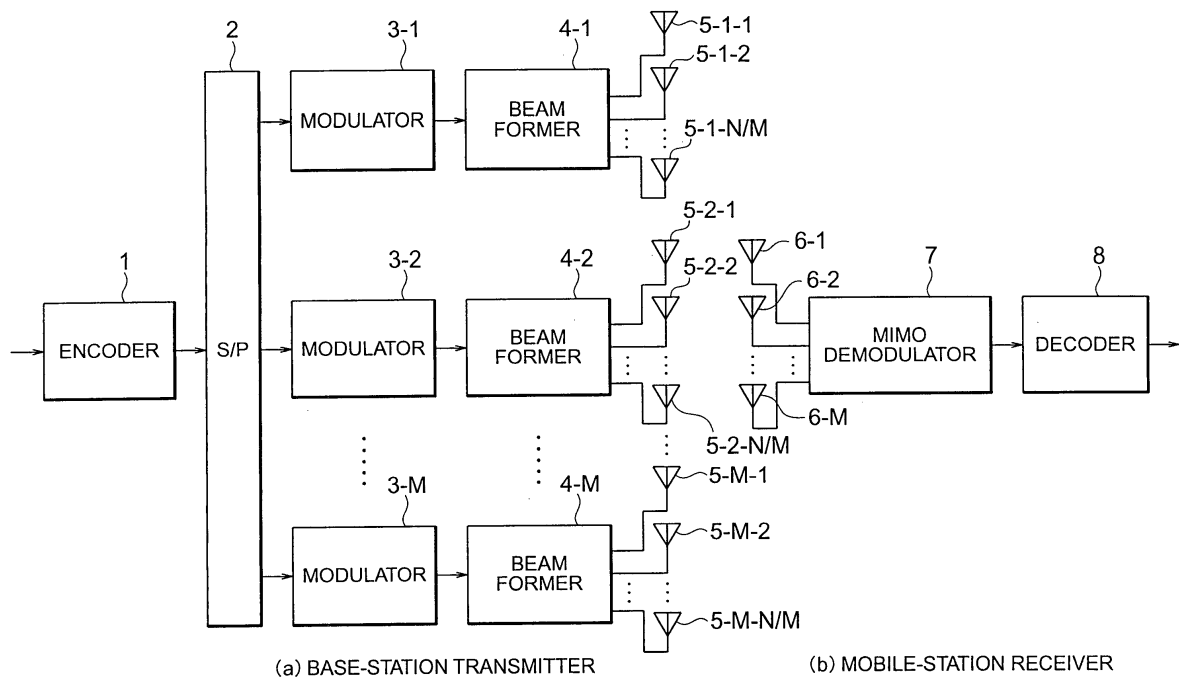 2
3-1
4-1
5-1-1
5-1-2
MODULATOR
BEAM
FORMER
5-1-N/M
5-2-1
5-2-2
1
3-2
4-2
6-1
6-2
7
8
ENCODER
S/P
MODULATOR
BEAM
FORMER
MIMO
DEMODULATOR
DECODER
6-M
5-2-N/M
3-M
4-M
5-M-1
5-M-2
MODULATOR
BEAM
FORMER
5-M-N/M
(a) BASE-STATION TRANSMITTER
(b) MOBILE-STATION RECEIVER